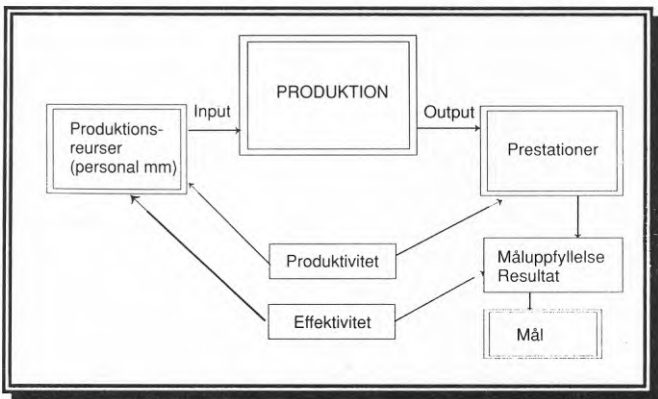 PRODUKTION
Input
Output
Produktions-
reurser
(personal mm)
Prestationer
Produktivitet
Måluppfyllelse
Resultat
Effektivitet
Mål